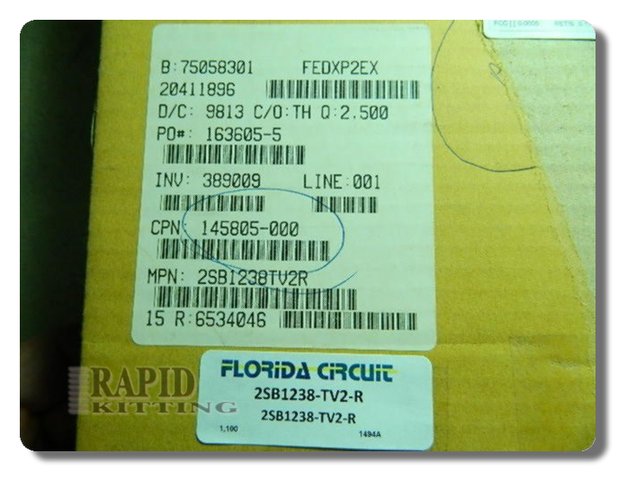 B:75058301 FEDXP2EX
20411896
D/C: 9813 C/O:TH Q:2,500
PO#: 163605-5
INV: 389009 LINE:001
CPN: 145805-000
MPN: 2SB1238TV2R
15 R:6534046
FLORIDA CIRCUIT
2SB1238-TV2-R
2SB1238-TV2-R
1,100 1494A
RAPID
KITTING